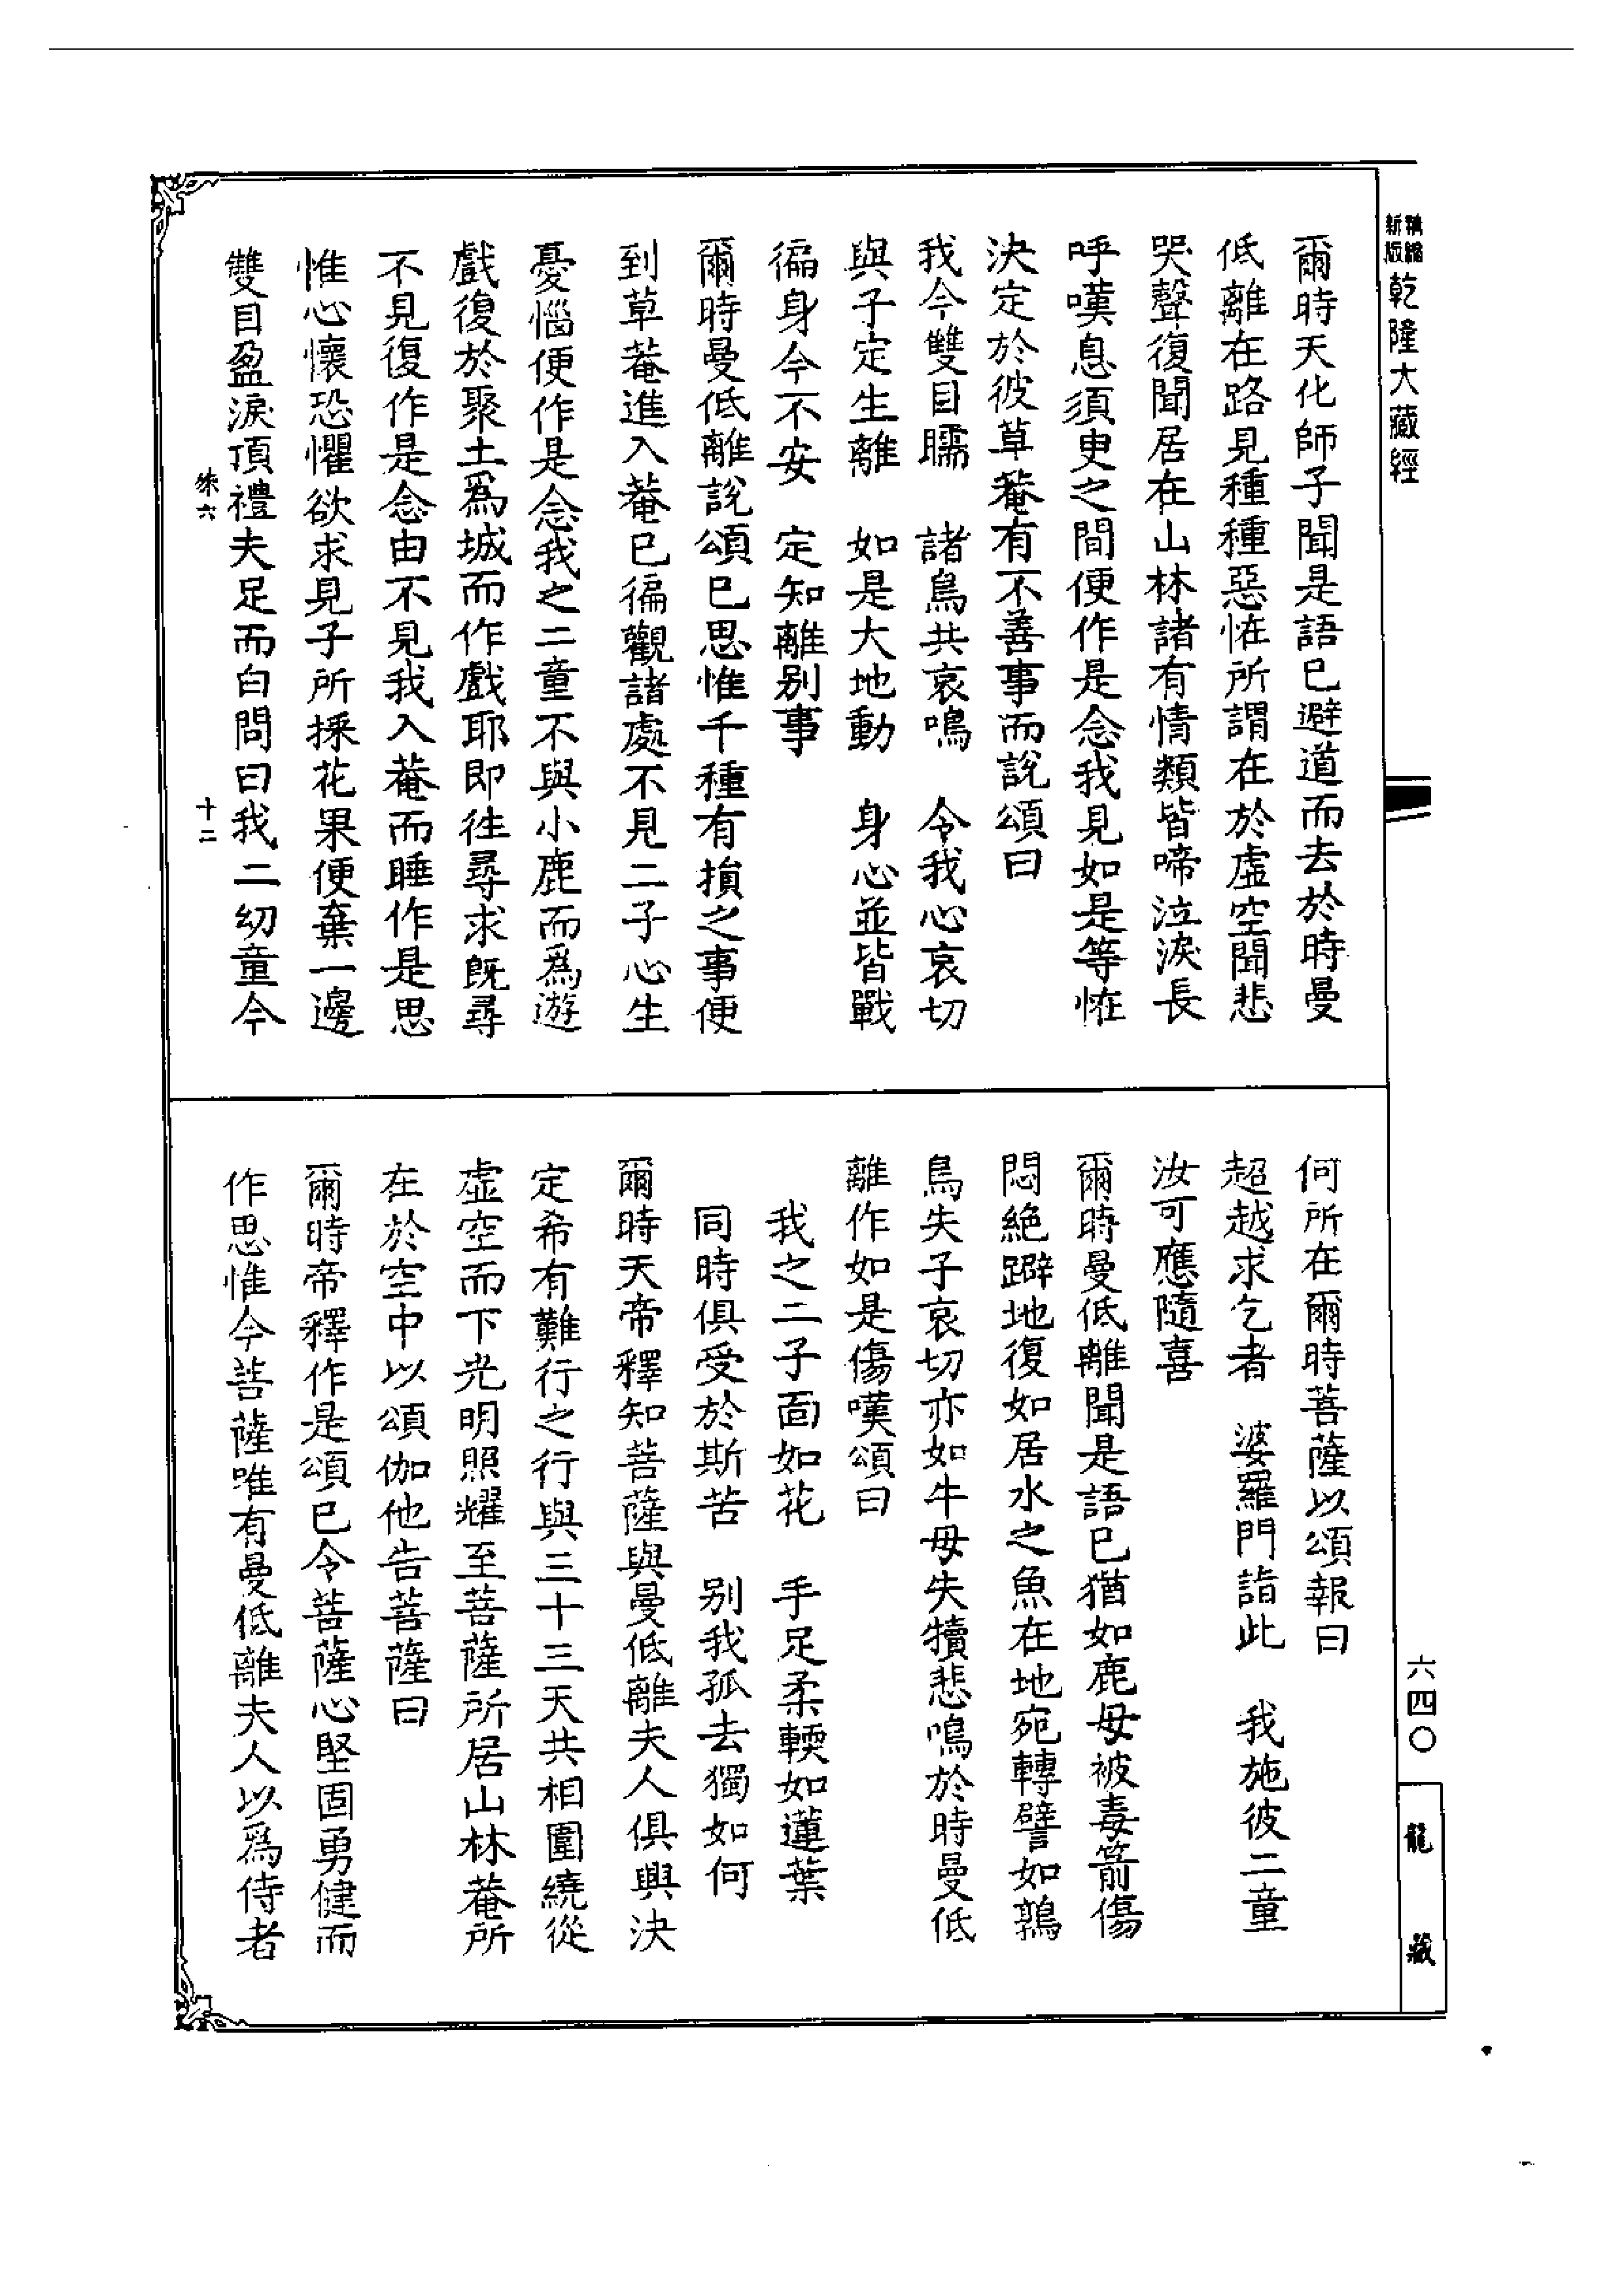 精縮新版乾隆大藏經
爾時天化師子聞是語已避道而去於時曼
低離在路見種種惡恠所謂在於虛空聞悲
哭聲復聞居在山林諸有情類皆啼泣淚長
呼嘆息須臾之間便作是念我見如是等恠
決定於彼草菴有不善事而說頌曰
我今雙目瞤　諸鳥共哀鳴　令我心哀切
與子定生離　如是大地動　身心並皆戰
徧身今不安　定知離别事
爾時曼低離說頌已思惟千種有損之事便
到草菴進入菴已徧觀諸處不見二子心生
憂惱便作是念我之二童不與小鹿而為遊
戲復於聚土爲城而作戲耶即徃尋求旣尋
不見復作是念由不見我入菴而睡作是思
惟心懷恐懼欲求見子所採花果便棄一邊
雙目盈淚頂禮夫足而白問曰我二幼童今
六
十二
何所在爾時菩薩以頌報曰
超越求乞者　婆羅門詣此　我施彼二童
汝可應隨喜
爾時曼低離聞是語已猶如鹿母被毒箭傷
悶絕躃地復如居水之魚在地宛轉譬如鶉
鳥失子哀切亦如牛母失犢悲鳴於時曼低
離作如是傷嘆頌曰
我之二子面如花　手足柔輭如蓮葉
同時俱受於斯苦　别我孤去獨如何
爾時天帝釋知菩薩與曼低離夫人俱興決
定希有難行之行與三十三天共相圍繞從
虛空而下光明照耀至菩薩所居山林菴所
在於空中以頌伽他告菩薩曰
爾時帝釋作是頌已令菩薩心堅固勇健而
作思惟今菩薩唯有曼低離夫人以爲侍者
六四〇
龍藏